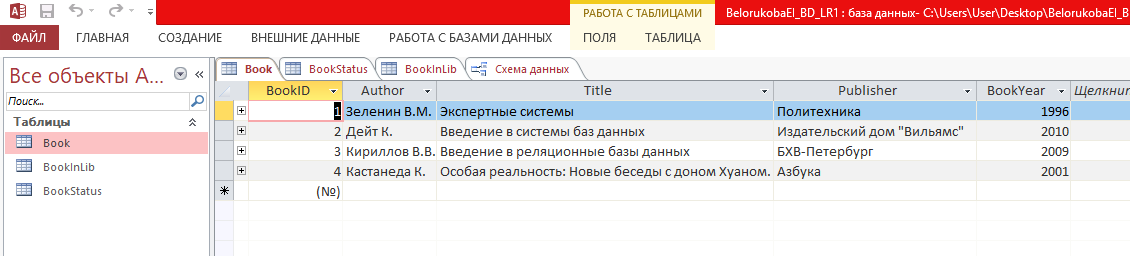 РАБОТА С ТАБЛИЦАМИ
BelorukobaEI_BD_LR1 : база данных- C:\Users\User\Desktop\BelorukobaEI_B
ФАЙЛ ГЛАВНАЯ СОЗДАНИЕ ВНЕШНИЕ ДАННЫЕ РАБОТА С БАЗАМИ ДАННЫХ ПОЛЯ ТАБЛИЦА
Все объекты A...
Поиск...
Таблицы
Book
BookInLib
BookStatus
Book BookStatus BookInLib Схема данных
BookID Author Title Publisher BookYear Щелкнит
1 Зеленин В.М. Экспертные системы Политехника 1996
2 Дейт К. Введение в системы баз данных Издательский дом "Вильямс" 2010
3 Кириллов В.В. Введение в реляционные базы данных БХВ-Петербург 2009
4 Кастанеда К. Особая реальность: Новые беседы с доном Хуаном. Азбука 2001
(№)